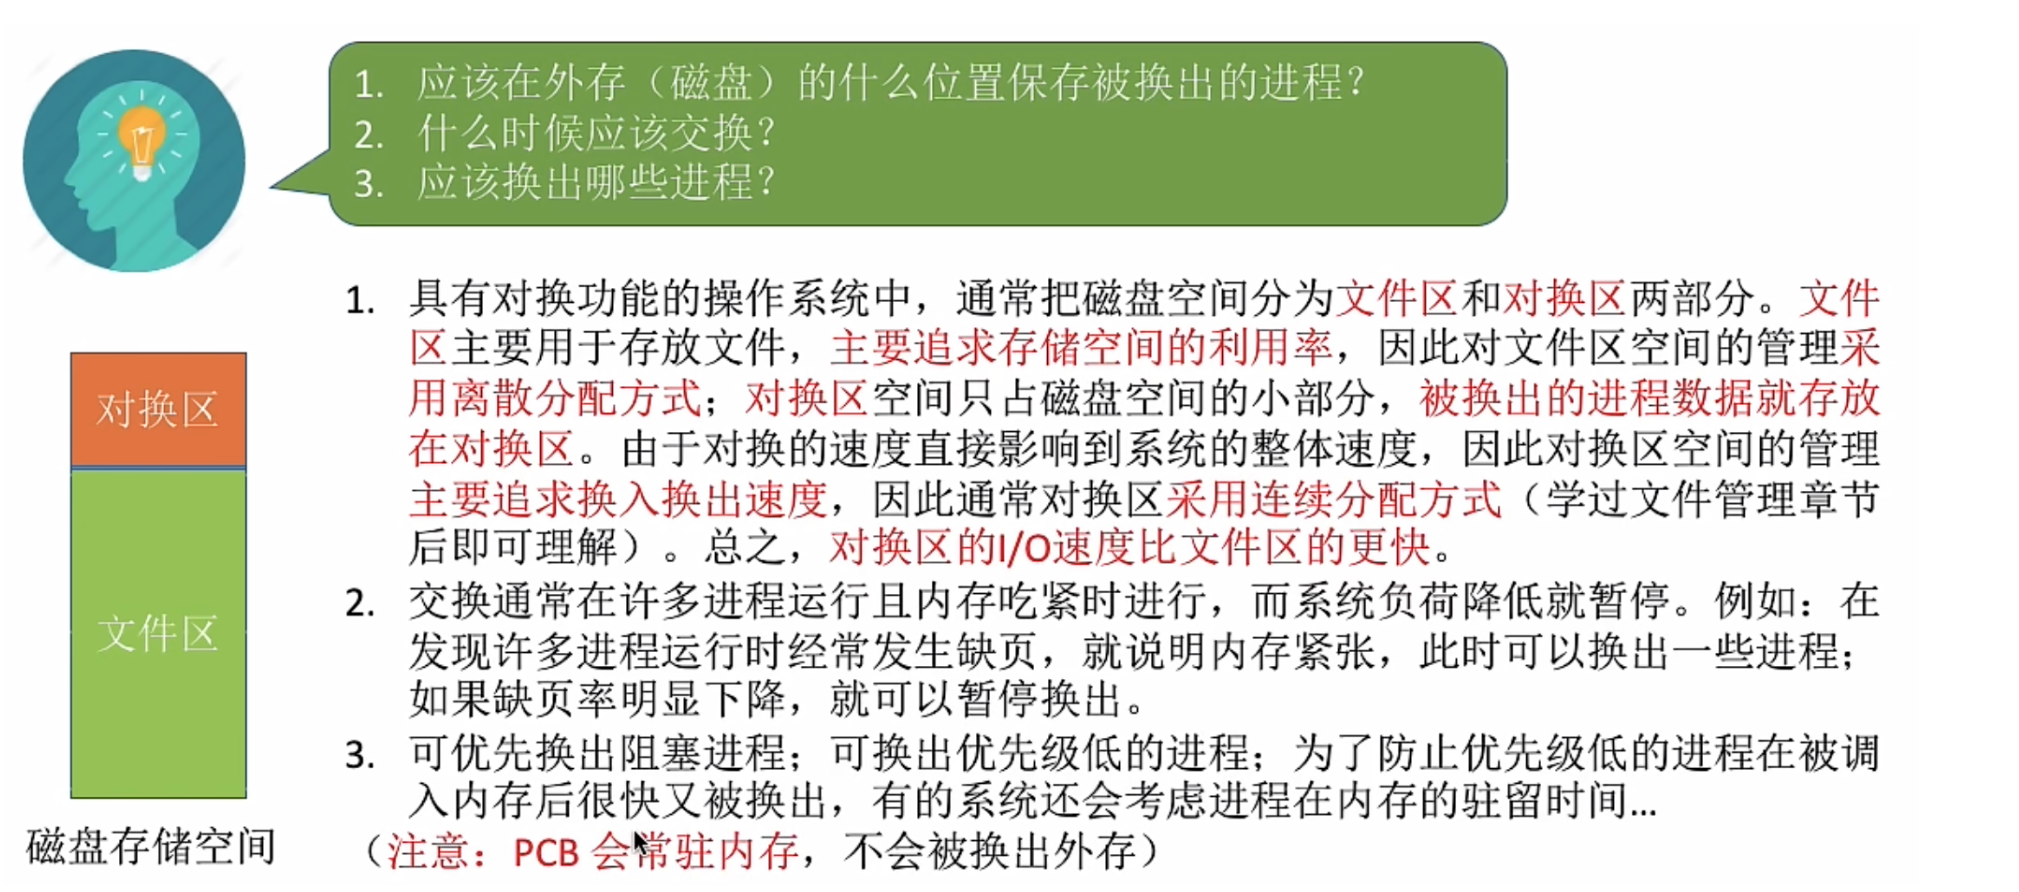 1. 应该在外存（磁盘）的什么位置保存被换出的进程？
2. 什么时候应该交换？
3. 应该换出哪些进程？
1. 具有对换功能的操作系统中，通常把磁盘空间分为文件区和对换区两部分。文件
区主要用于存放文件，主要追求存储空间的利用率，因此对文件区空间的管理采
用离散分配方式；对换区空间只占磁盘空间的小部分，被换出的进程数据就存放
在对换区。由于对换的速度直接影响到系统的整体速度，因此对换区空间的管理
主要追求换入换出速度，因此通常对换区采用连续分配方式（学过文件管理章节
后即可理解）。总之，对换区的I/O速度比文件区的更快。
2. 交换通常在许多进程运行且内存吃紧时进行，而系统负荷降低就暂停。例如：在
发现许多进程运行时经常发生缺页，就说明内存紧张，此时可以换出一些进程；
如果缺页率明显下降，就可以暂停换出。
3. 可优先换出阻塞进程；可换出优先级低的进程；为了防止优先级低的进程在被调
入内存后很快又被换出，有的系统还会考虑进程在内存的驻留时间…
（注意：PCB 会常驻内存，不会被换出外存）
对换区
文件区
磁盘存储空间